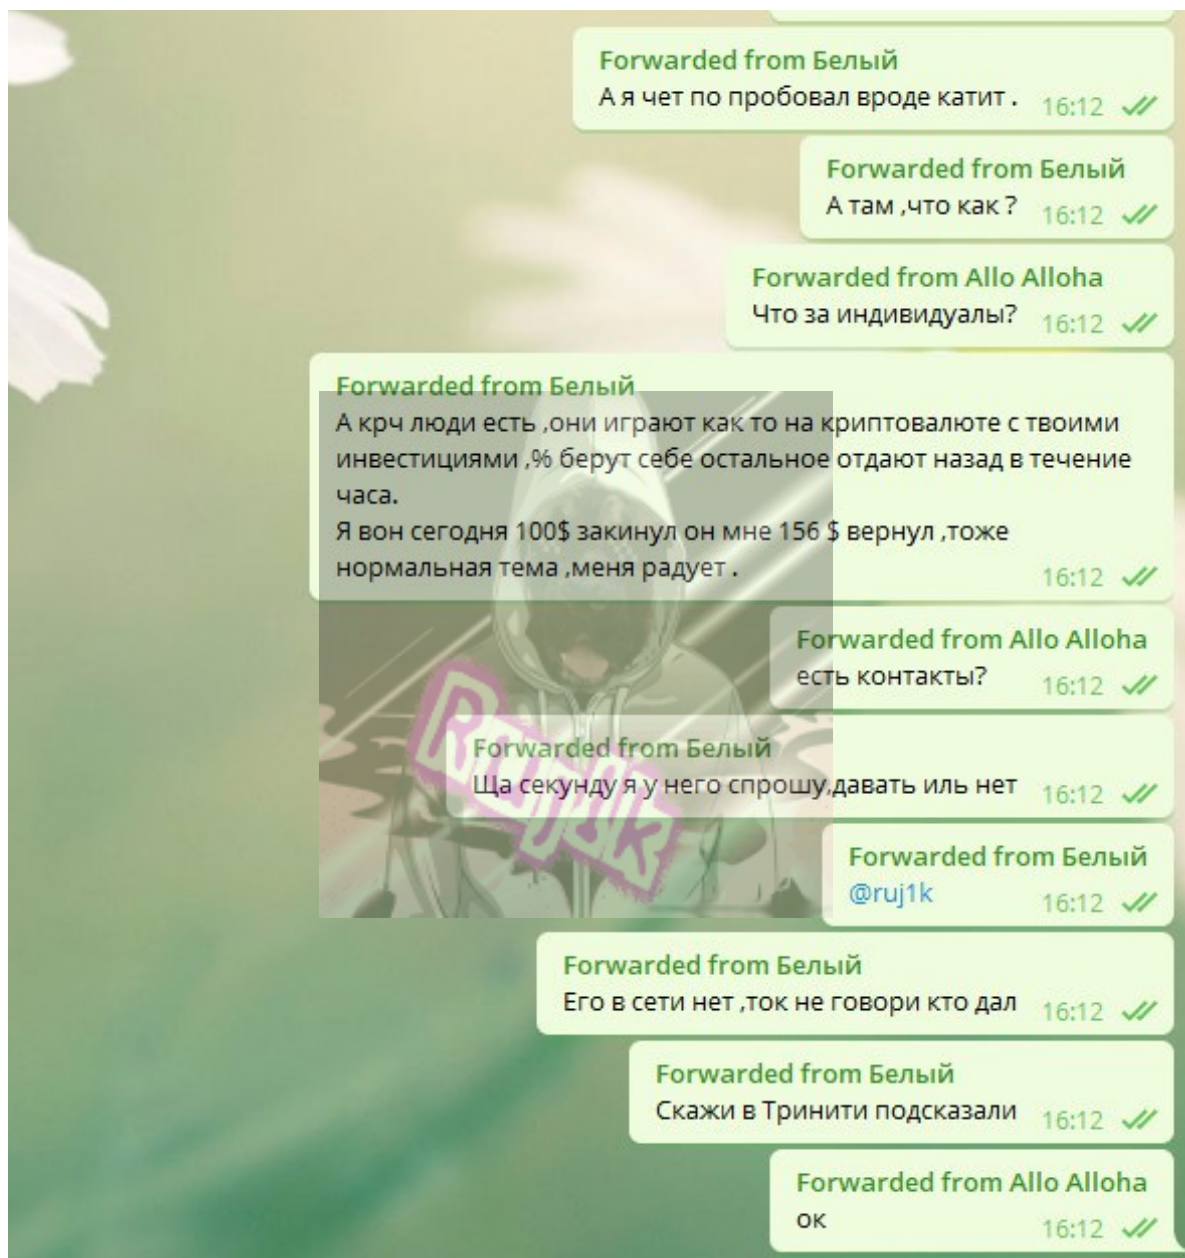 Forwarded from Белый
А я чет по пробовал вроде катит . 16:12
Forwarded from Белый
А там ,что как ? 16:12
Forwarded from Allo Alloha
Что за индивидуалы? 16:12
Forwarded from Белый
А крч люди есть ,они играют как то на криптовалюте с твоими
инвестициями ,% берут себе остальное отдают назад в течение
часа.
Я вон сегодня 100$ закинул он мне 156 $ вернул ,тоже
нормальная тема ,меня радует . 16:12
Forwarded from Allo Alloha
есть контакты? 16:12
Forwarded from Белый
Ща секунду я у него спрошу,давать иль нет 16:12
Forwarded from Белый
@ruj1k 16:12
Forwarded from Белый
Его в сети нет ,ток не говори кто дал 16:12
Forwarded from Белый
Скажи в Тринити подсказали 16:12
Forwarded from Allo Alloha
ок 16:12